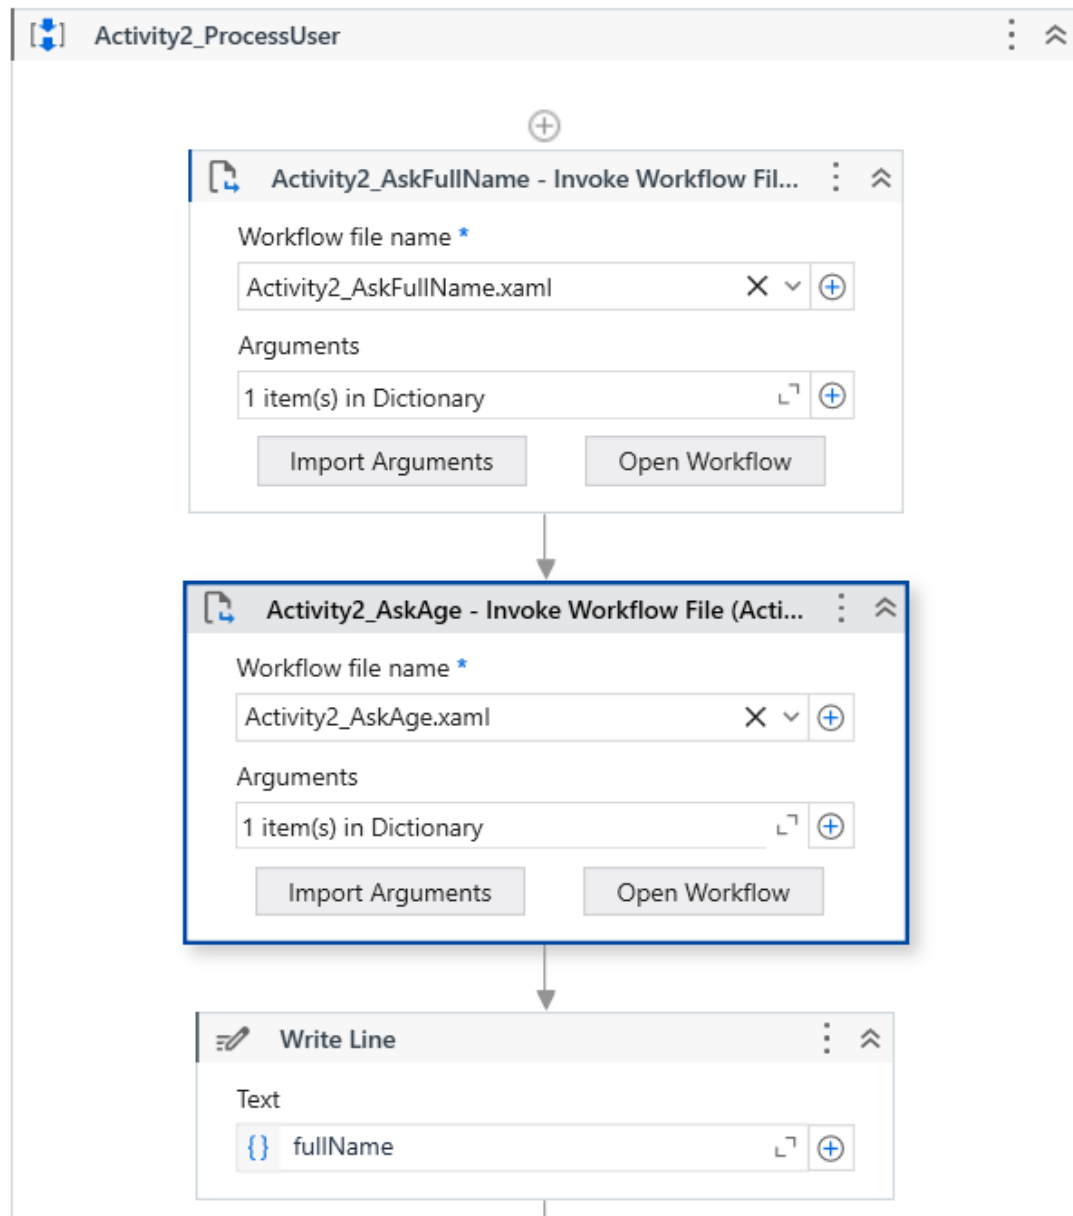 Activity2_ProcessUser
Activity2_AskFullName - Invoke Workflow Fil...
Workflow file name *
Activity2_AskFullName.xaml
Arguments
1 item(s) in Dictionary
Import Arguments Open Workflow
Activity2_AskAge - Invoke Workflow File (Acti...
Workflow file name *
Activity2_AskAge.xaml
Arguments
1 item(s) in Dictionary
Import Arguments Open Workflow
Write Line
Text
{} fullName